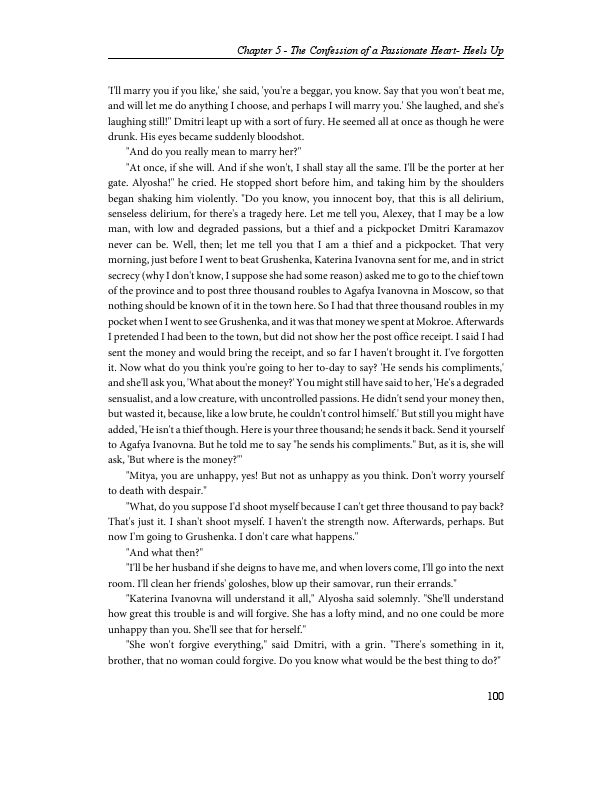 Chapter 5 - The Confession of a Passionate Heart- Heels Up
'I'll marry you if you like,' she said, 'you're a beggar, you know. Say that you won't beat me,
and will let me do anything I choose, and perhaps I will marry you.' She laughed, and she's
laughing still!" Dmitri leapt up with a sort of fury. He seemed all at once as though he were
drunk. His eyes became suddenly bloodshot.
"And do you really mean to marry her?"
"At once, if she will. And if she won't, I shall stay all the same. I'll be the porter at her
gate. Alyosha!" he cried. He stopped short before him, and taking him by the shoulders
began shaking him violently. "Do you know, you innocent boy, that this is all delirium,
senseless delirium, for there's a tragedy here. Let me tell you, Alexey, that I may be a low
man, with low and degraded passions, but a thief and a pickpocket Dmitri Karamazov
never can be. Well, then; let me tell you that I am a thief and a pickpocket. That very
morning, just before I went to beat Grushenka, Katerina Ivanovna sent for me, and in strict
secrecy (why I don't know, I suppose she had some reason) asked me to go to the chief town
of the province and to post three thousand roubles to Agafya Ivanovna in Moscow, so that
nothing should be known of it in the town here. So I had that three thousand roubles in my
pocket when I went to see Grushenka, and it was that money we spent at Mokroe. Afterwards
I pretended I had been to the town, but did not show her the post office receipt. I said I had
sent the money and would bring the receipt, and so far I haven't brought it. I've forgotten
it. Now what do you think you're going to her to-day to say? 'He sends his compliments,'
and she'll ask you, 'What about the money?' You might still have said to her, 'He's a degraded
sensualist, and a low creature, with uncontrolled passions. He didn't send your money then,
but wasted it, because, like a low brute, he couldn't control himself.' But still you might have
added, 'He isn't a thief though. Here is your three thousand; he sends it back. Send it yourself
to Agafya Ivanovna. But he told me to say "he sends his compliments." But, as it is, she will
ask, 'But where is the money?'"
"Mitya, you are unhappy, yes! But not as unhappy as you think. Don't worry yourself
to death with despair."
"What, do you suppose I'd shoot myself because I can't get three thousand to pay back?
That's just it. I shan't shoot myself. I haven't the strength now. Afterwards, perhaps. But
now I'm going to Grushenka. I don't care what happens."
"And what then?"
"I'll be her husband if she deigns to have me, and when lovers come, I'll go into the next
room. I'll clean her friends' goloshes, blow up their samovar, run their errands."
"Katerina Ivanovna will understand it all," Alyosha said solemnly. "She'll understand
how great this trouble is and will forgive. She has a lofty mind, and no one could be more
unhappy than you. She'll see that for herself."
"She won't forgive everything," said Dmitri, with a grin. "There's something in it,
brother, that no woman could forgive. Do you know what would be the best thing to do?"
100